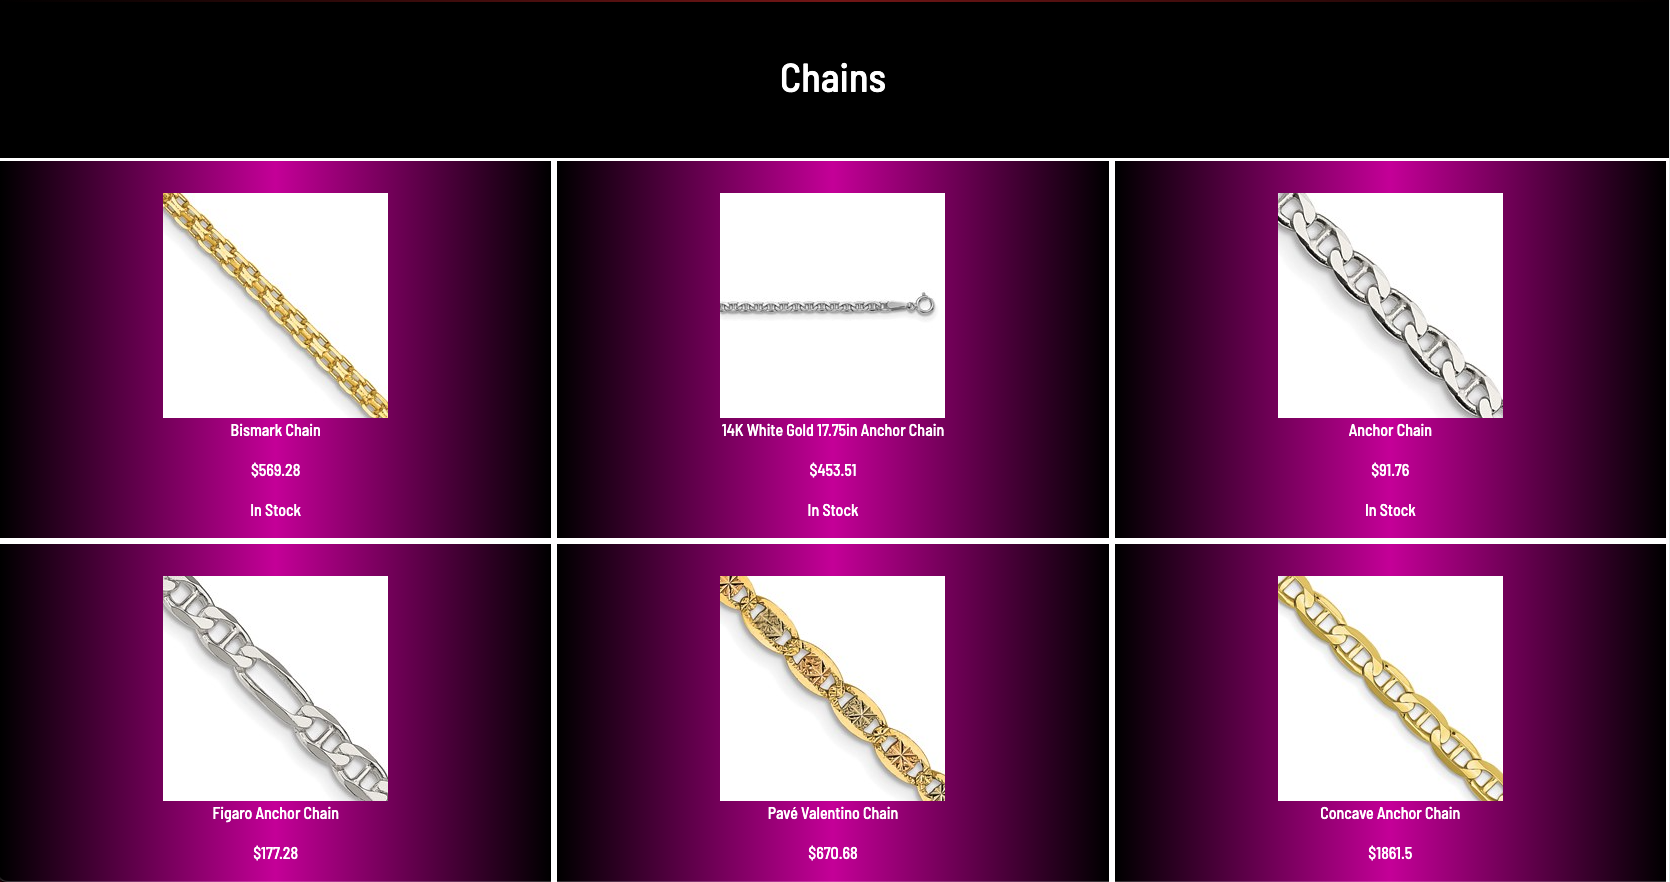 Chains
Bismark Chain
$569.28
In Stock
14K White Gold 17.75in Anchor Chain
$453.51
In Stock
Anchor Chain
$91.76
In Stock
Figaro Anchor Chain
$177.28
Pavé Valentino Chain
$670.68
Concave Anchor Chain
$1861.5